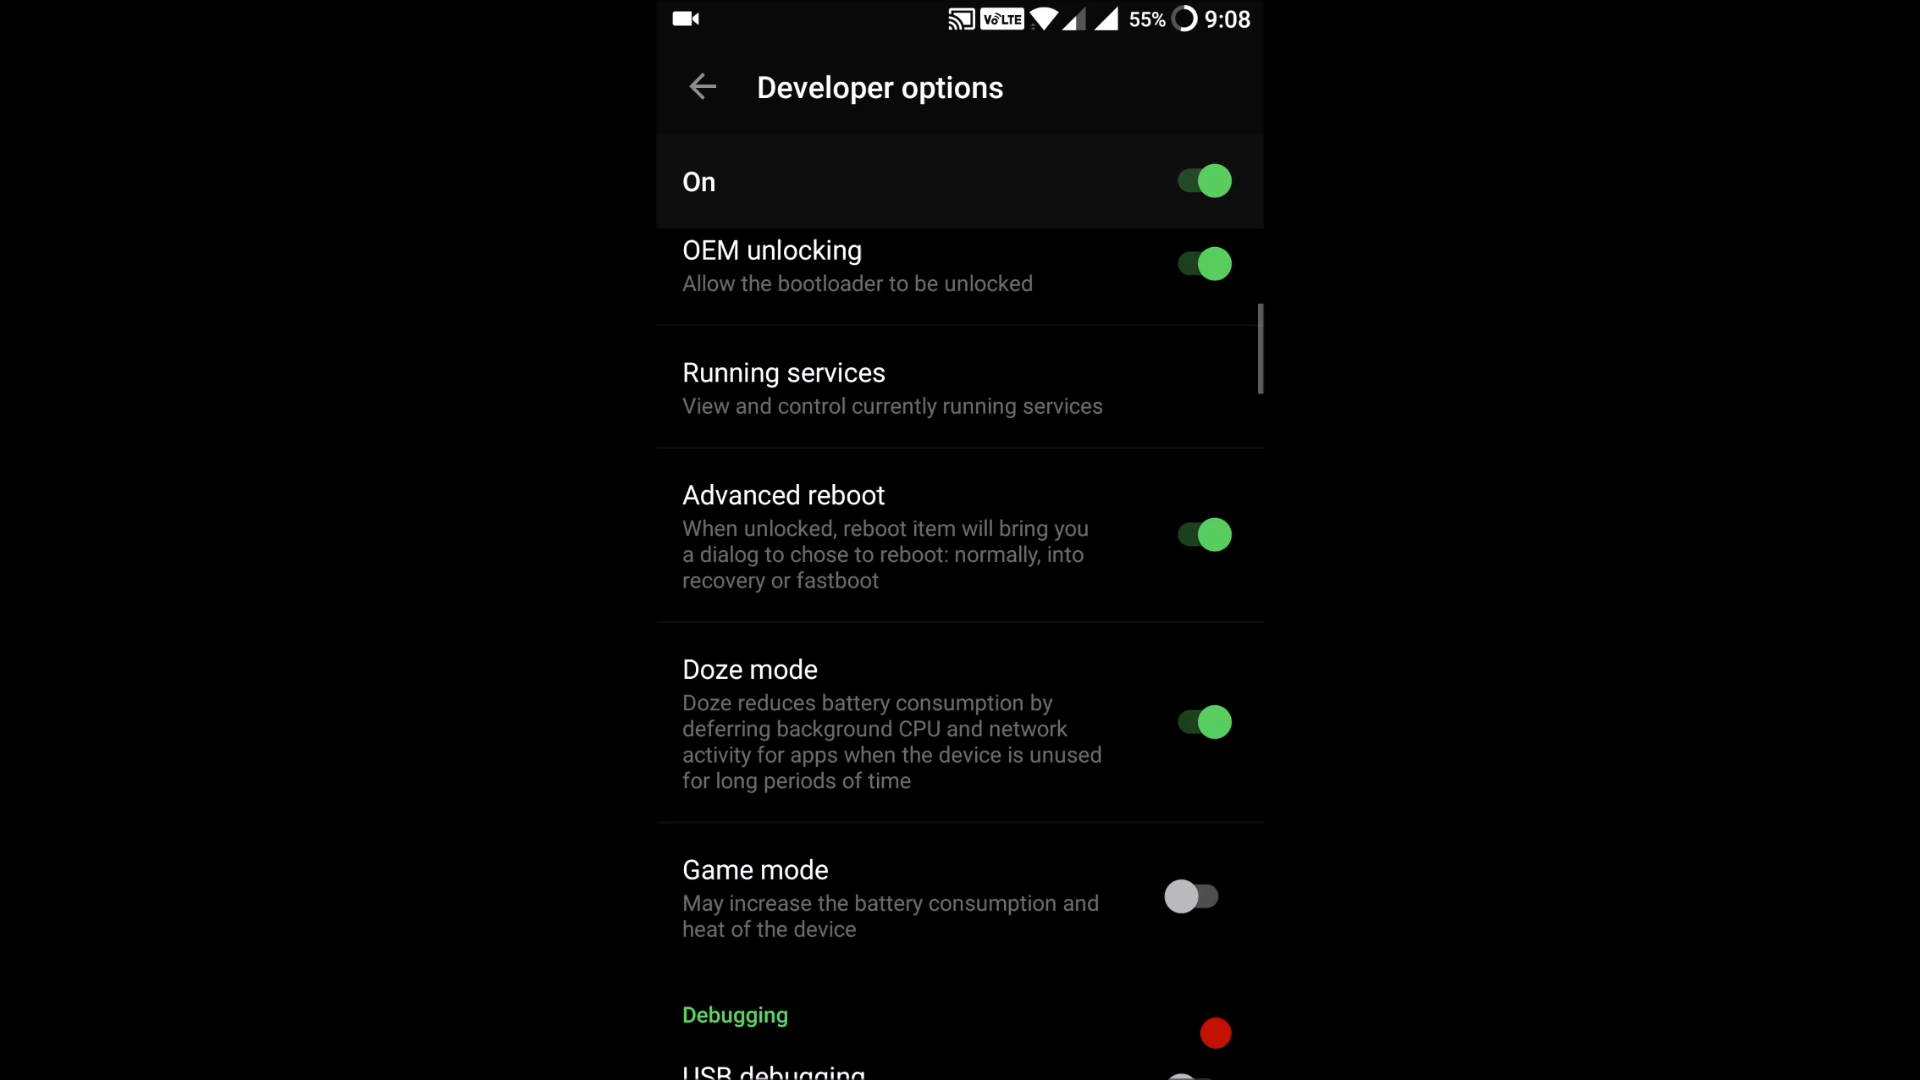 VoLTE 55% 9:08
Developer options
On
OEM unlocking
Allow the bootloader to be unlocked
Running services
View and control currently running services
Advanced reboot
When unlocked, reboot item will bring you
a dialog to chose to reboot: normally, into
recovery or fastboot
Doze mode
Doze reduces battery consumption by
deferring background CPU and network
activity for apps when the device is unused
for long periods of time
Game mode
May increase the battery consumption and
heat of the device
Debugging
USB debugging